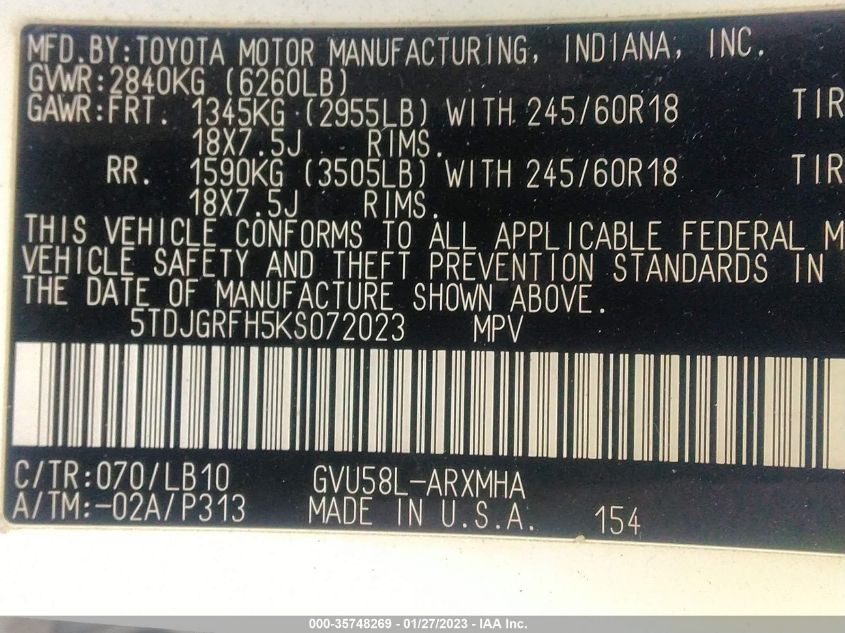 MFD.BY:TOYOTA MOTOR MANUFACTURING, INDIANA, INC.
GVWR:2840KG (6260LB)
GAWR:FRT. 1345KG (2955LB) WITH 245/60R18 TIR
18X7.5J RIMS.
RR. 1590KG (3505LB) WITH 245/60R18 TIR
18X7.5J RIMS.
THIS VEHICLE CONFORMS TO ALL APPLICABLE FEDERAL M
VEHICLE SAFETY AND THEFT PREVENTION STANDARDS IN
THE DATE OF MANUFACTURE SHOWN ABOVE.
5TDJGRFH5KS072023 MPV
C/TR:070/LB10 GVU58L-ARXMHA
A/TM:-02A/P313 MADE IN U.S.A. 154
000-35748269 - 01/27/2023 - IAA Inc.